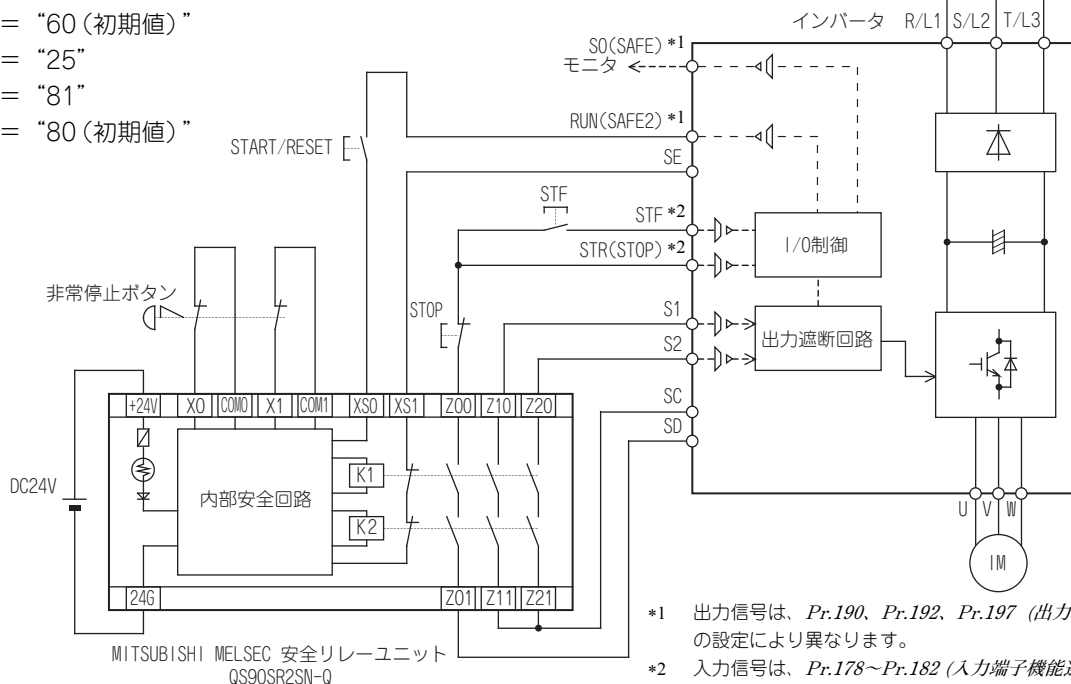 = “60 (初期値)”
= “25”
= “81”
= “80 (初期値)”
インバータ R/L1 S/L2 T/L3
SO(SAFE) *1
モニタ
RUN(SAFE2) *1
START/RESET
SE
STF
STF *2
I/O制御
STR(STOP) *2
非常停止ボタン
STOP
S1
出力遮断回路
S2
SC
SD
+24V X0 COM0 X1 COM1 XS0 XS1 Z00 Z10 Z20
K1
DC24V
内部安全回路
K2
U V W
IM
24G Z01 Z11 Z21
MITSUBISHI MELSEC 安全リレーユニット
QS90SR2SN-Q
*1 出力信号は、Pr.190、Pr.192、Pr.197 (出力
の設定により異なります。
*2 入力信号は、Pr.178～Pr.182 (入力端子機能